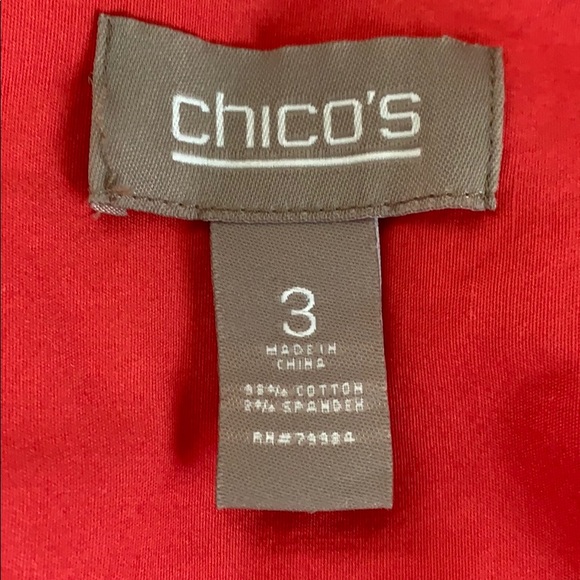 chico's
3
MADE IN
CHINA
98% COTTON
2% SPANDEX
RN#79984